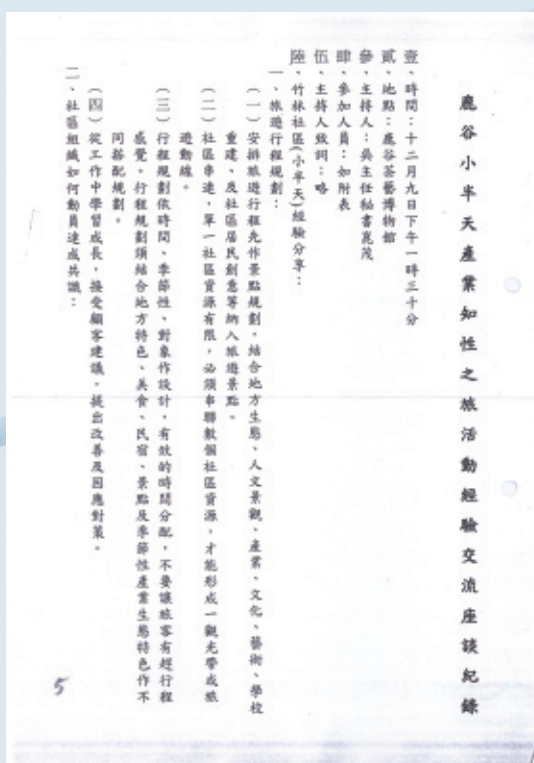 鹿谷小半天產業知性之旅活動經驗交流座談紀錄
壹、時間：十二月九日下午一時三十分
貳、地點：鹿谷茶藝博物館
參、主持人：吳主任秘書崑茂
肆、參加人員：如附表
伍、主持人致詞：略
陸、竹林社區(小半天)經驗分享：
一、旅遊行程規劃：
（一）安排旅遊行程先作景點規劃，結合地方生態、人文景觀、產業、文化、藝術、學校
重建、及社區居民創意等納入旅遊景點。
（二）社區串連，單一社區資源有限，必須串聯數個社區資源，才能形成一觀光帶或旅
遊動線。
（三）行程規劃依時間、季節性、對象作設計，有效的時間分配，不要讓旅客有趕行程
感覺，行程規劃須結合地方特色、美食、民宿、景點及季節性產業生態特色作不
同搭配規劃。
（四）從工作中學習成長，接受顧客建議，提出改善及因應對策。
二、社區組織如何動員達成共識：
5